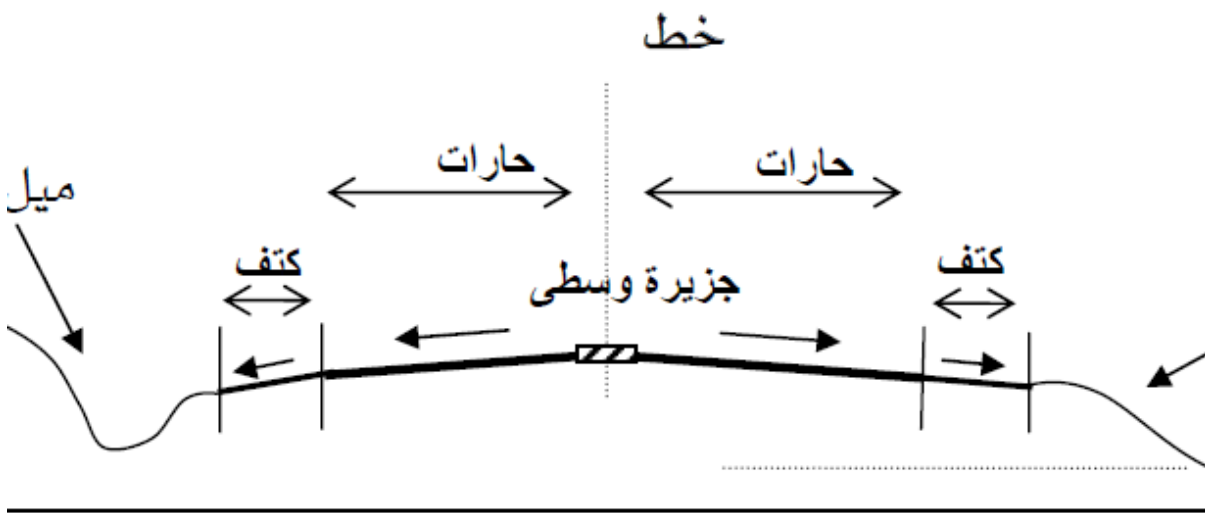 خط
حارات
حارات
ميل
كتف
كتف
جزيرة وسطى